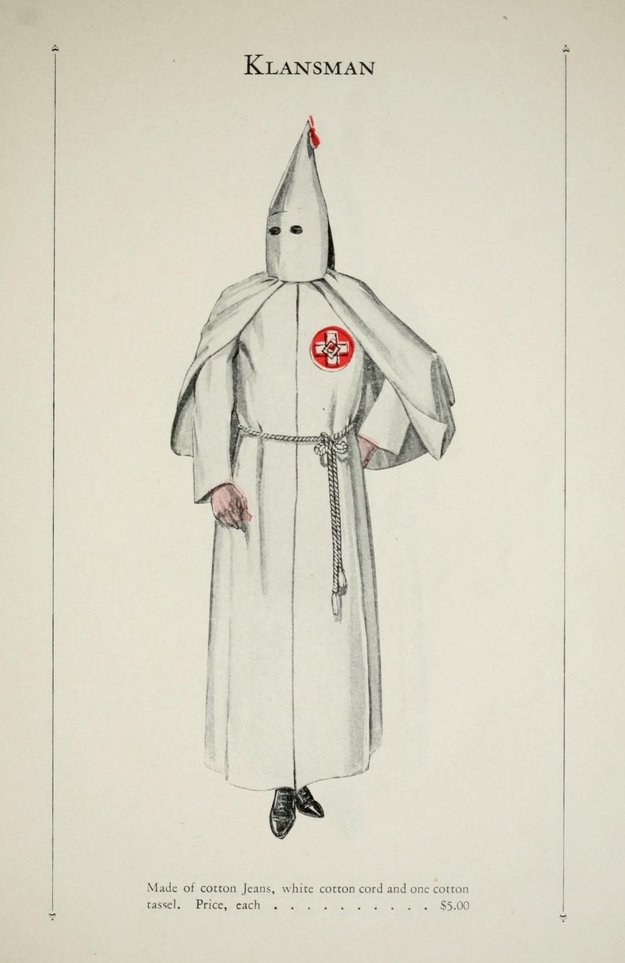 KLANSMAN
Made of cotton Jeans, white cotton cord and one cotton
tassel. Price, each . . . . . . . . . . $5.00